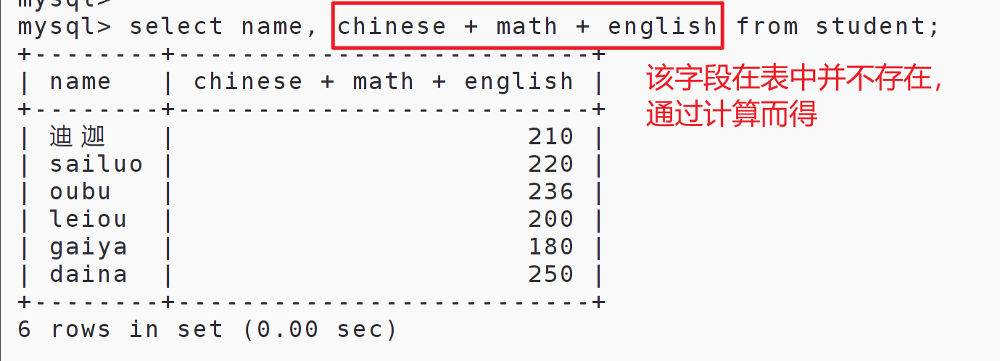 mysql>
mysql> select name, chinese + math + english from student;
+--------+--------------------------+
| name   | chinese + math + english |
+--------+--------------------------+
| 迪迦   |                      210 |
| sailuo |                      220 |
| oubu   |                      236 |
| leiou  |                      200 |
| gaiya  |                      180 |
| daina  |                      250 |
+--------+--------------------------+
6 rows in set (0.00 sec)
该字段在表中并不存在，
通过计算而得